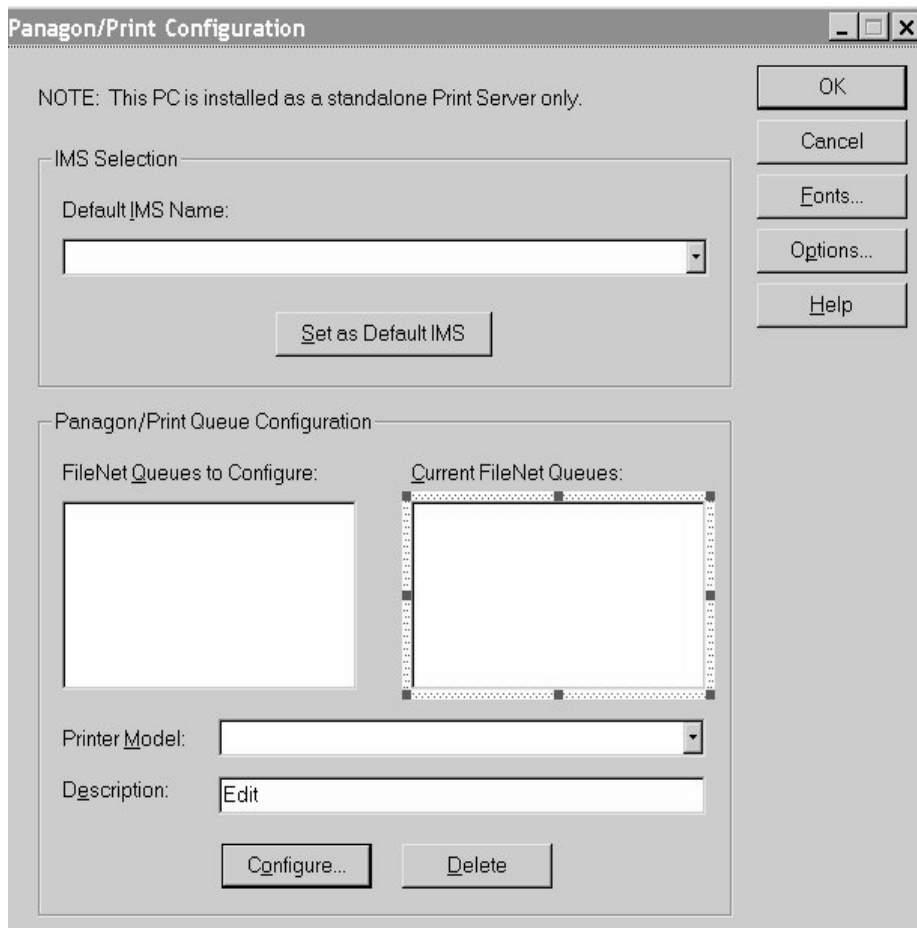 Panagon/Print Configuration
NOTE: This PC is installed as a standalone Print Server only.
OK
Cancel
Fonts...
Options...
Help
IMS Selection
Default IMS Name:
Set as Default IMS
Panagon/Print Queue Configuration
FileNet Queues to Configure:
Current FileNet Queues:
Printer Model:
Description:
Edit
Configure...
Delete